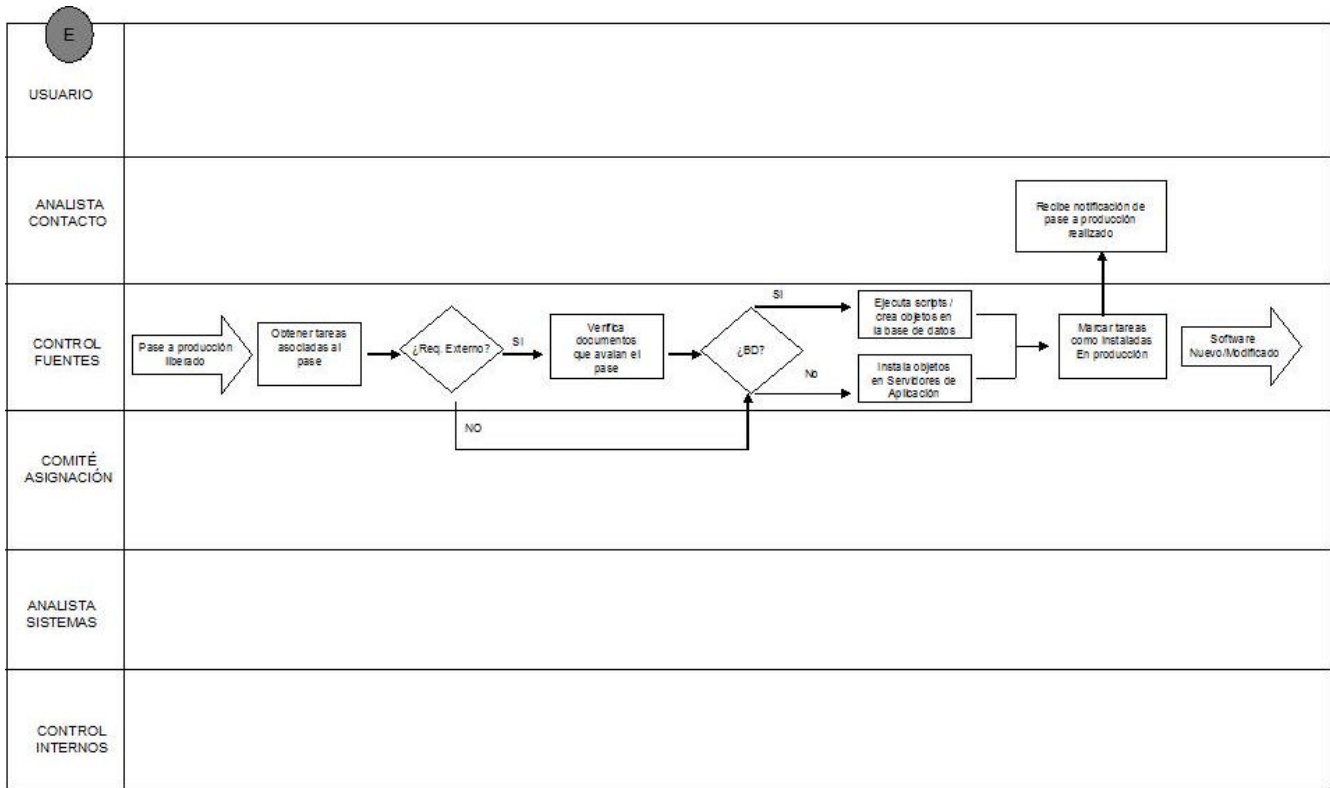 E
USUARIO
ANALISTA
CONTACTO
Recibe notificación de
pase a producción
realizado
CONTROL
FUENTES
Pase a producción
liberado
Obtener tareas
asociadas al
pase
¿Req. Externo?
SI
Verifica
documentos
que avalan el
pase
¿BD?
SI
Ejecuta scripts /
crea objetos en
la base de datos
No
Instala objetos
en Servidores de
Aplicación
Marcar tareas
como Instaladas
En producción
Software
Nuevo/Modificado
NO
COMITÉ
ASIGNACIÓN
ANALISTA
SISTEMAS
CONTROL
INTERNOS